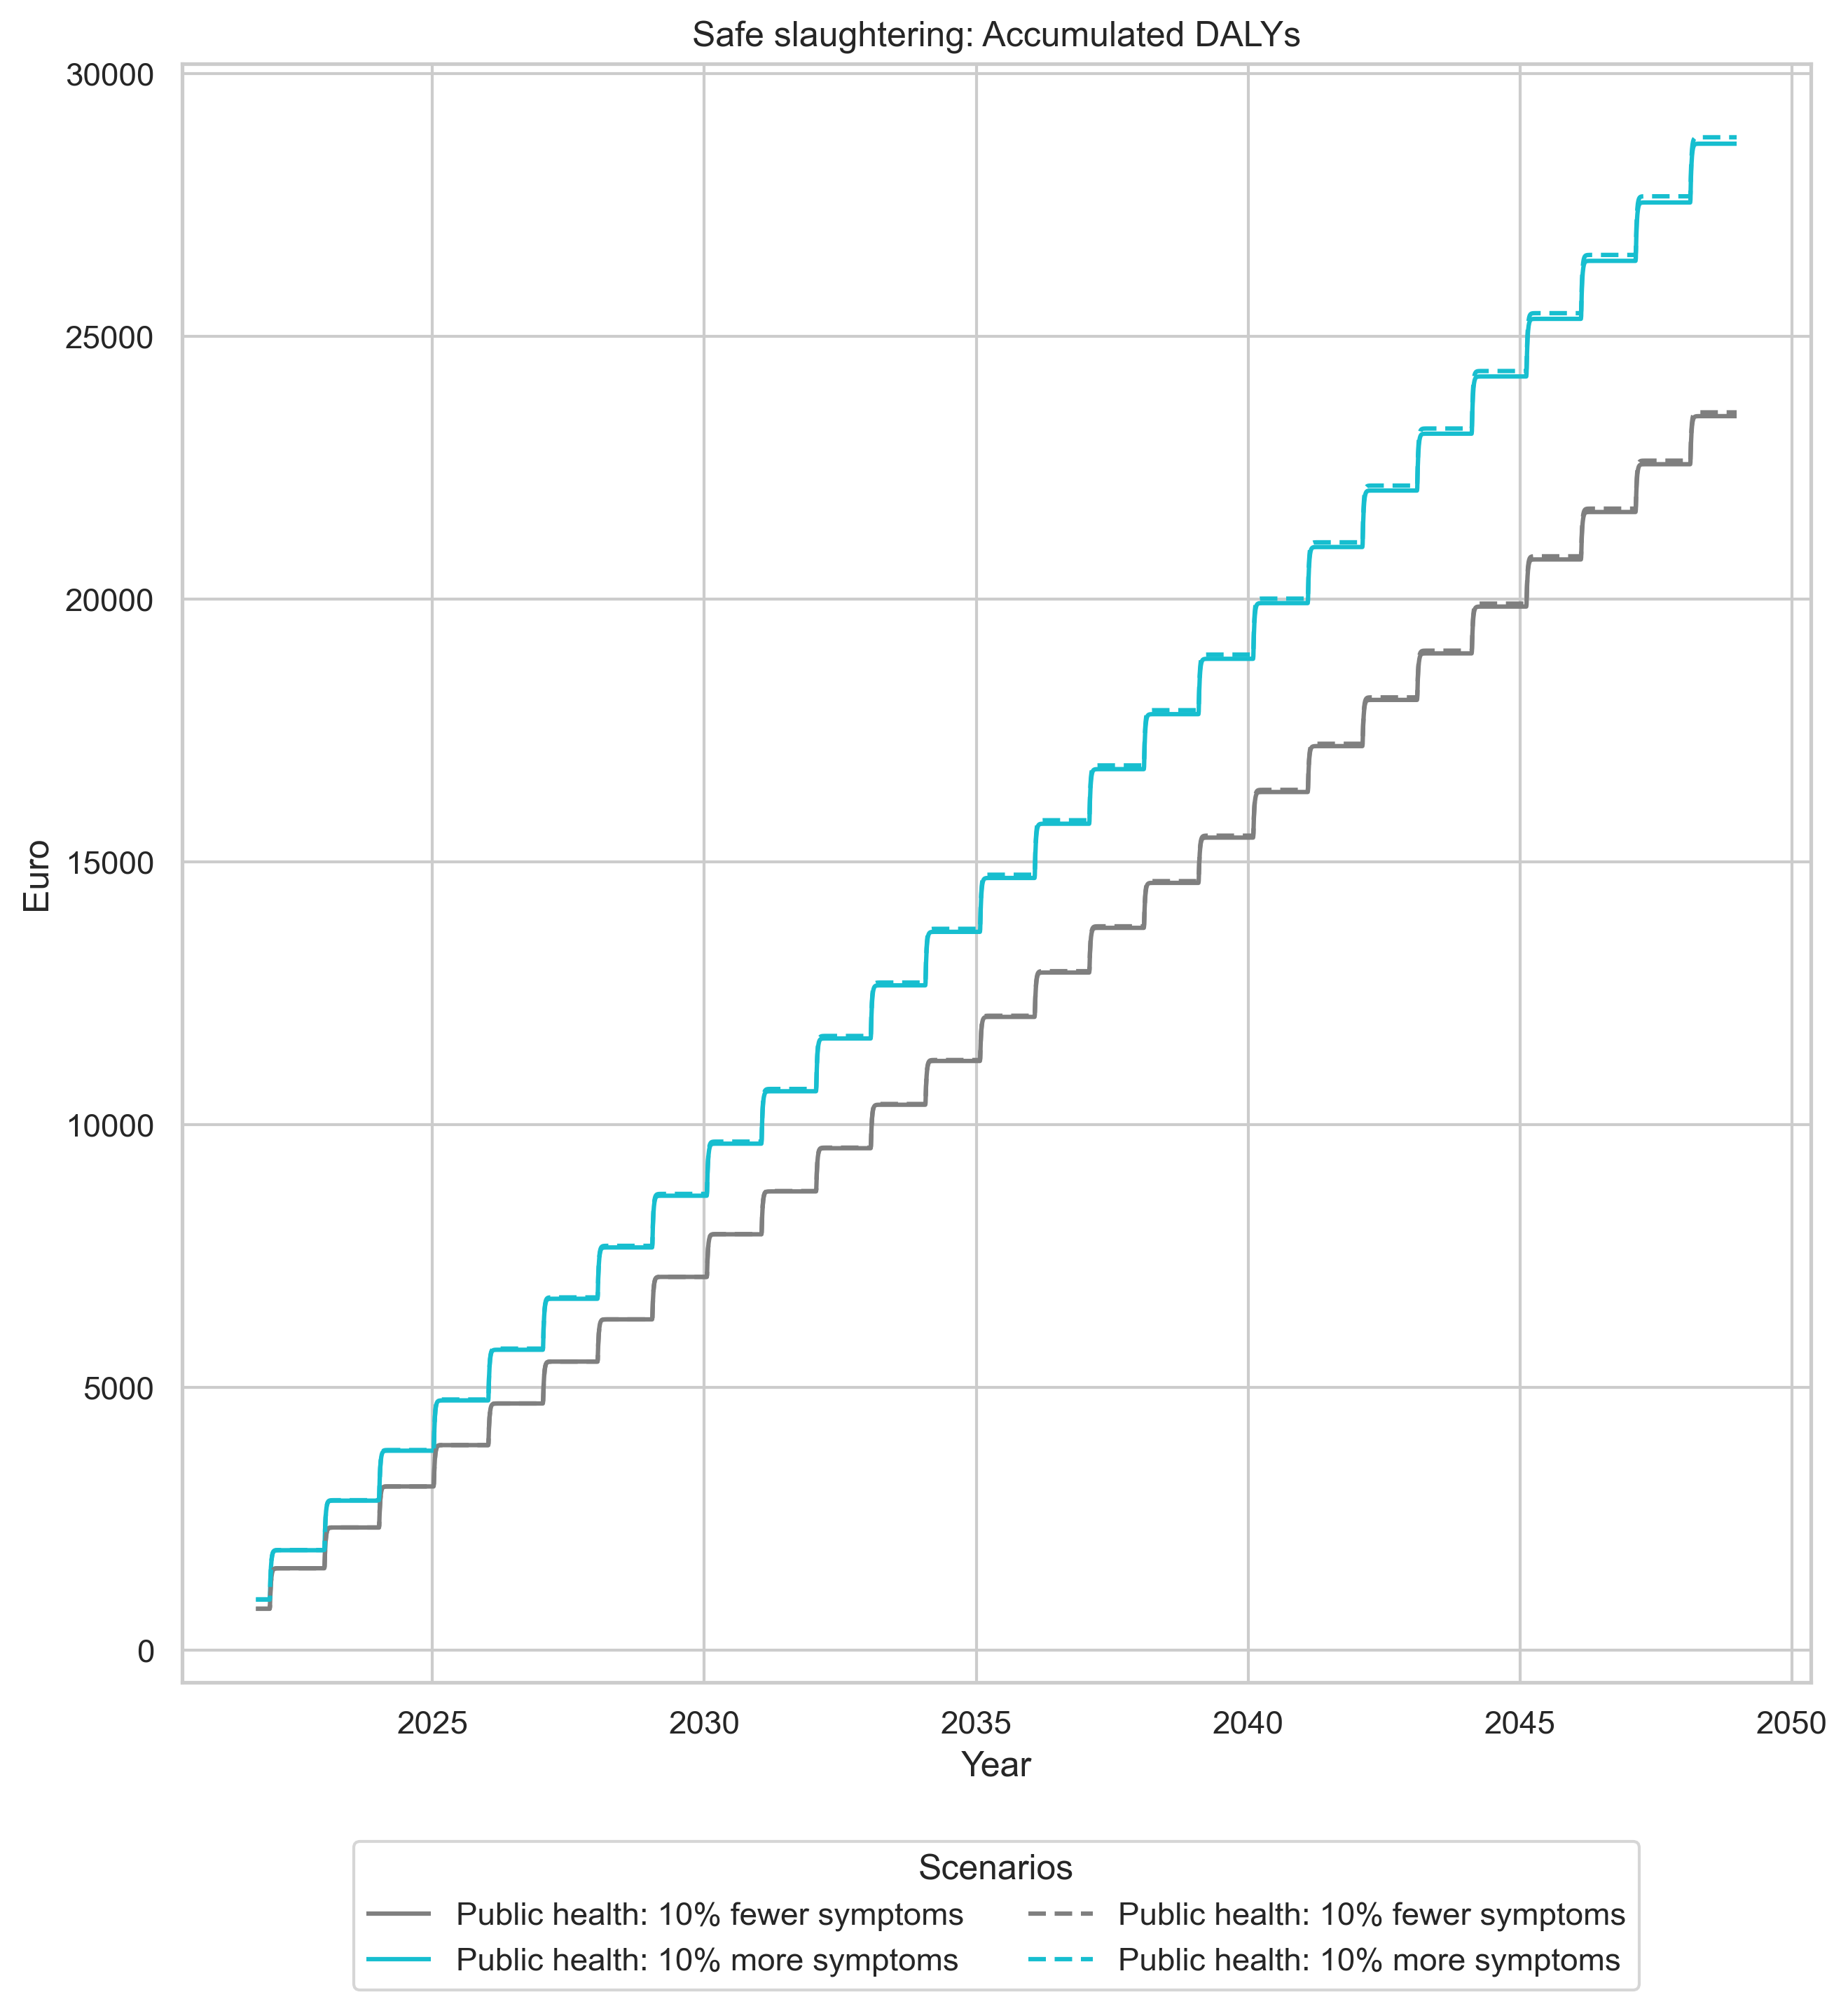 Safe slaughtering: Accumulated DALYs
30000
25000
20000
15000
10000
5000
0
Euro
2025 2030 2035 2040 2045 2050
Year
Scenarios
Public health: 10% fewer symptoms Public health: 10% fewer symptoms
Public health: 10% more symptoms Public health: 10% more symptoms